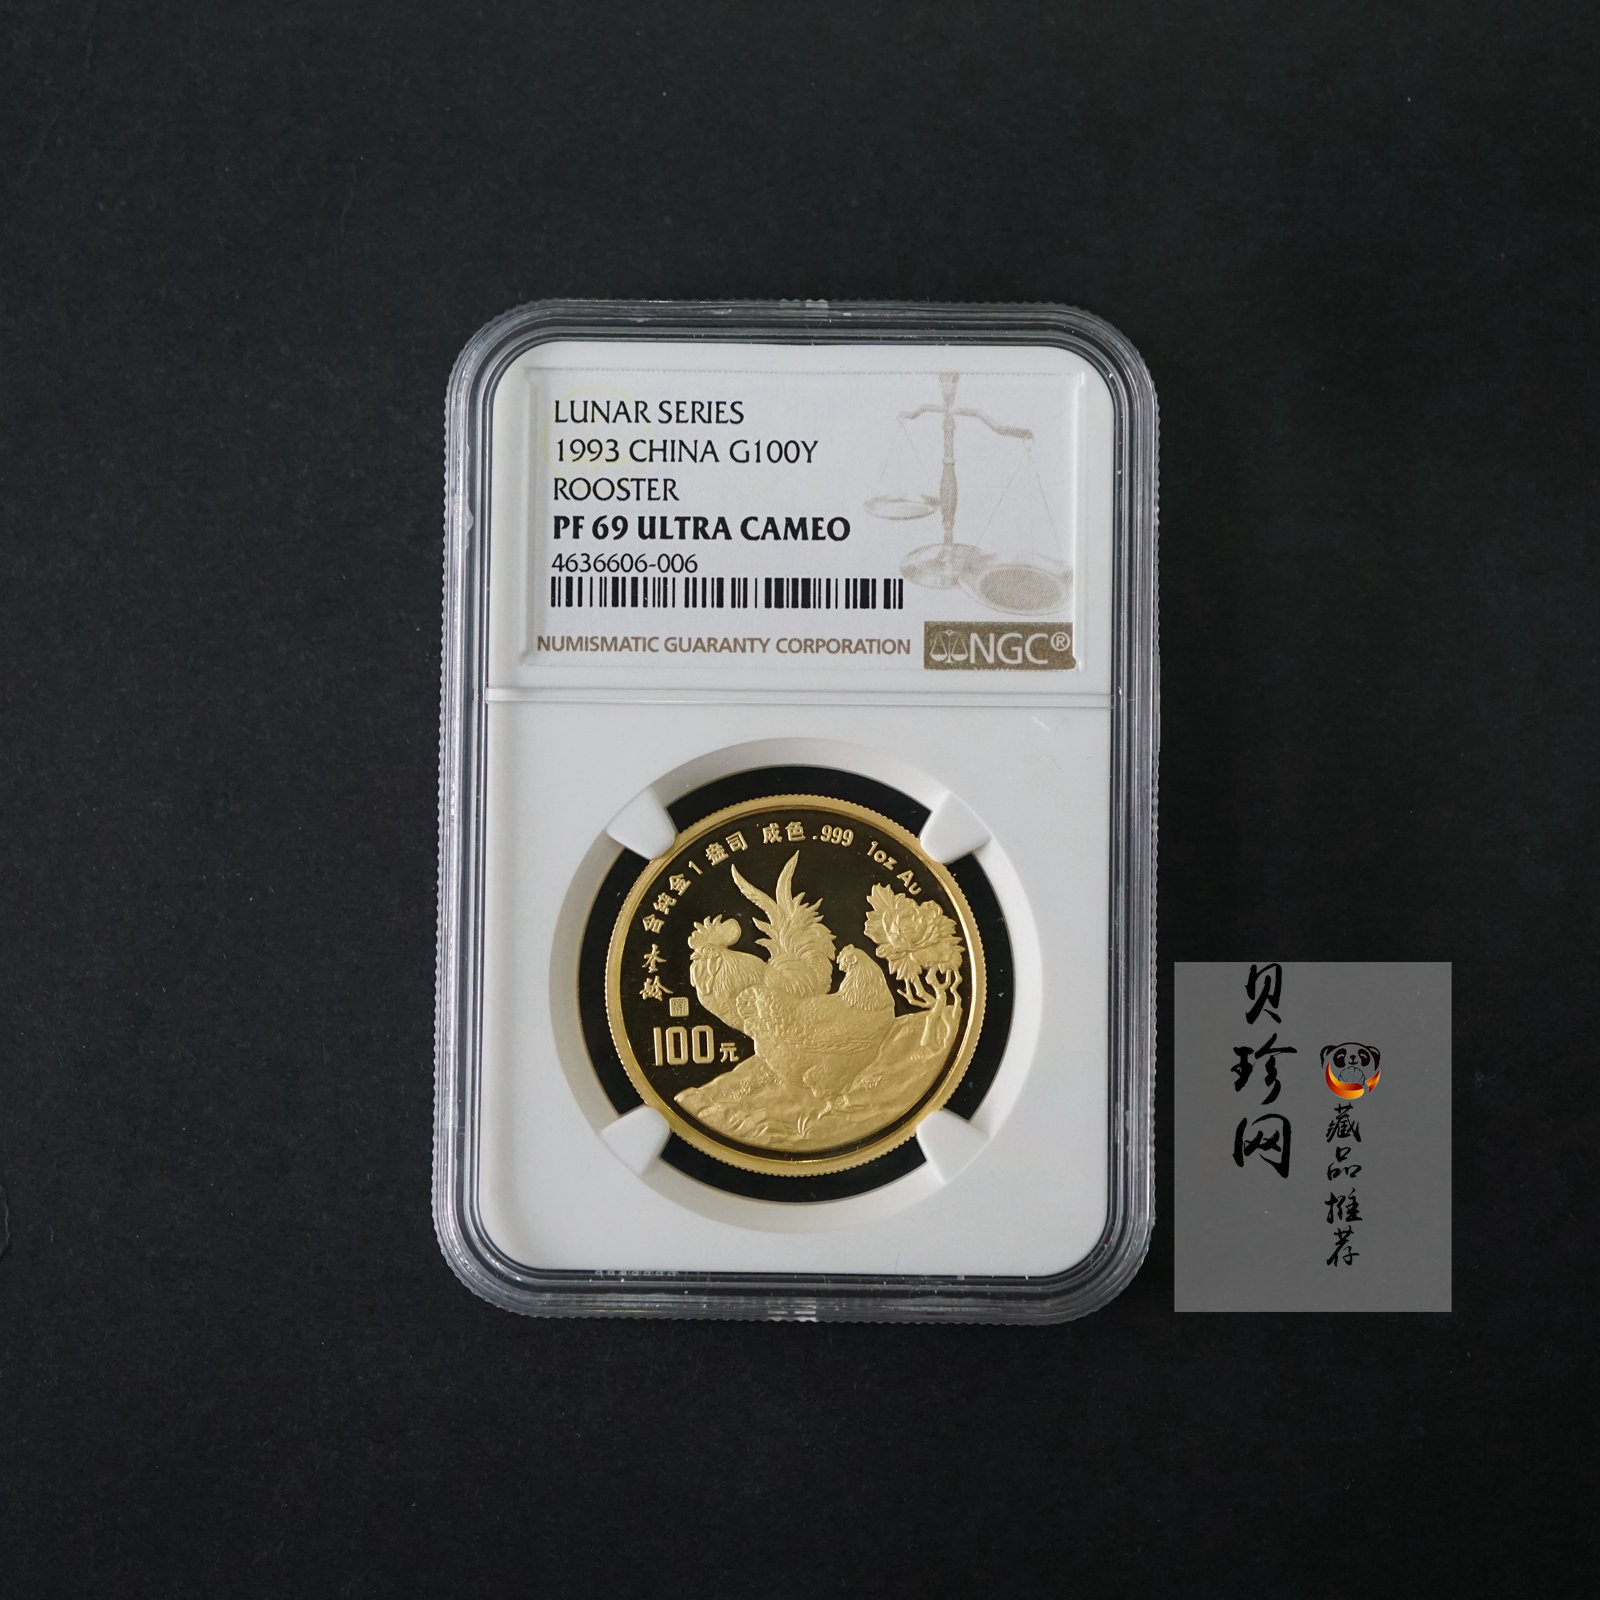 LUNAR SERIES
1993 CHINA G100Y
ROOSTER
PF 69 ULTRA CAMEO
4636606-006
NUMISMATIC GUARANTY CORPORATION
NGC®
含纯金1盎司 成色.999 1oz Au
100元
贝珍网
藏品推荐